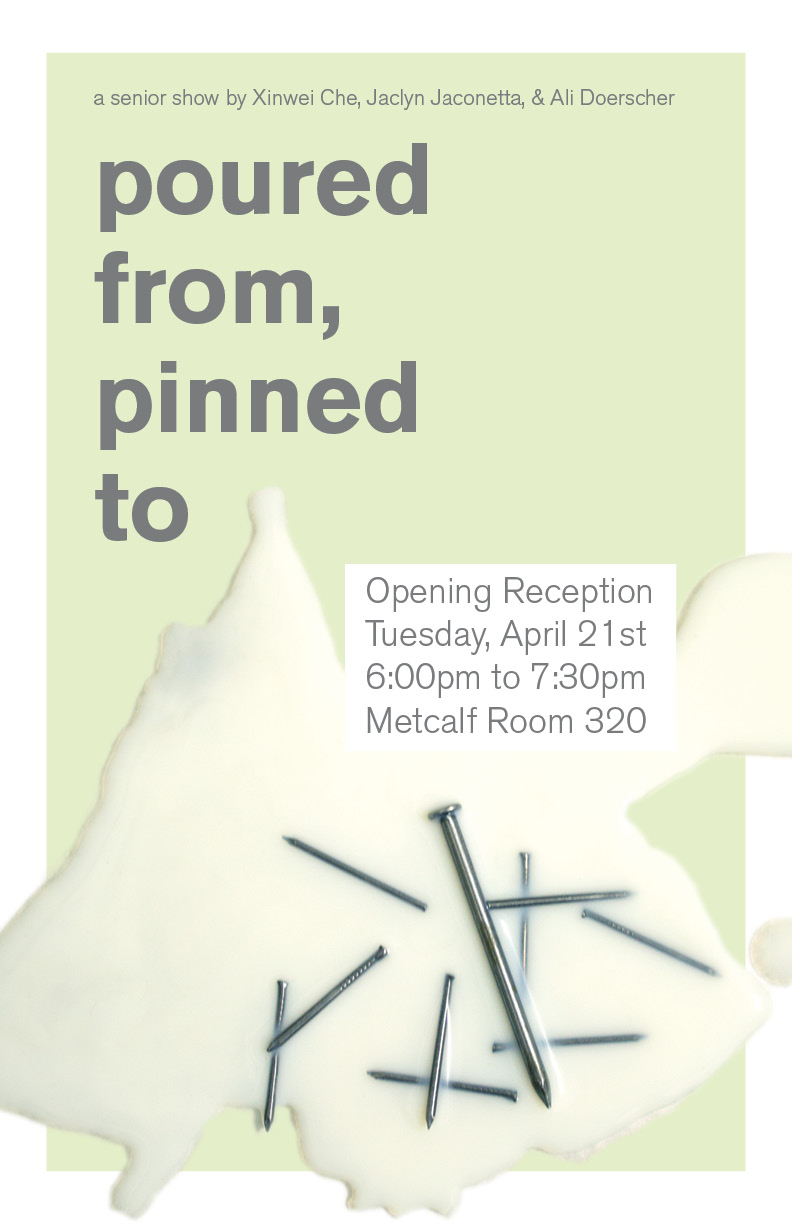 a senior show by Xinwei Che, Jaclyn Jaconetta, & Ali Doerscher
poured
from,
pinned
to
Opening Reception
Tuesday, April 21st
6:00pm to 7:30pm
Metcalf Room 320